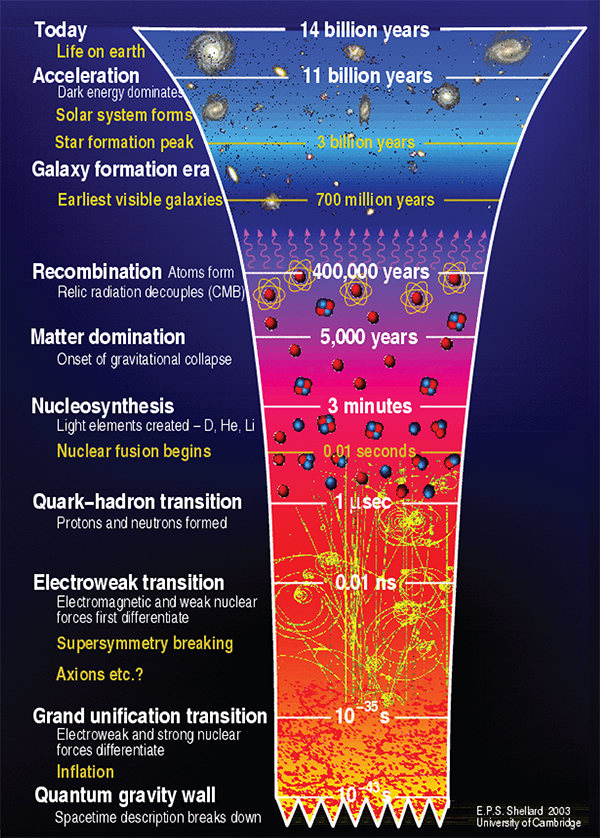 Today 14 billion years
Life on earth
Acceleration 11 billion years
Dark energy dominates
Solar system forms
Star formation peak 3 billion years
Galaxy formation era
Earliest visible galaxies 700 million years
Recombination Atoms form 400,000 years
Relic radiation decouples (CMB)
Matter domination 5,000 years
Onset of gravitational collapse
Nucleosynthesis 3 minutes
Light elements created – D, He, Li
Nuclear fusion begins 0.01 seconds
Quark–hadron transition 1 μsec
Protons and neutrons formed
Electroweak transition 0.01 ns
Electromagnetic and weak nuclear
forces first differentiate
Supersymmetry breaking
Axions etc.?
Grand unification transition 10⁻³⁵s
Electroweak and strong nuclear
forces differentiate
Inflation
Quantum gravity wall 10⁻⁴³s
Spacetime description breaks down
E.P.S. Shellard 2003
University of Cambridge